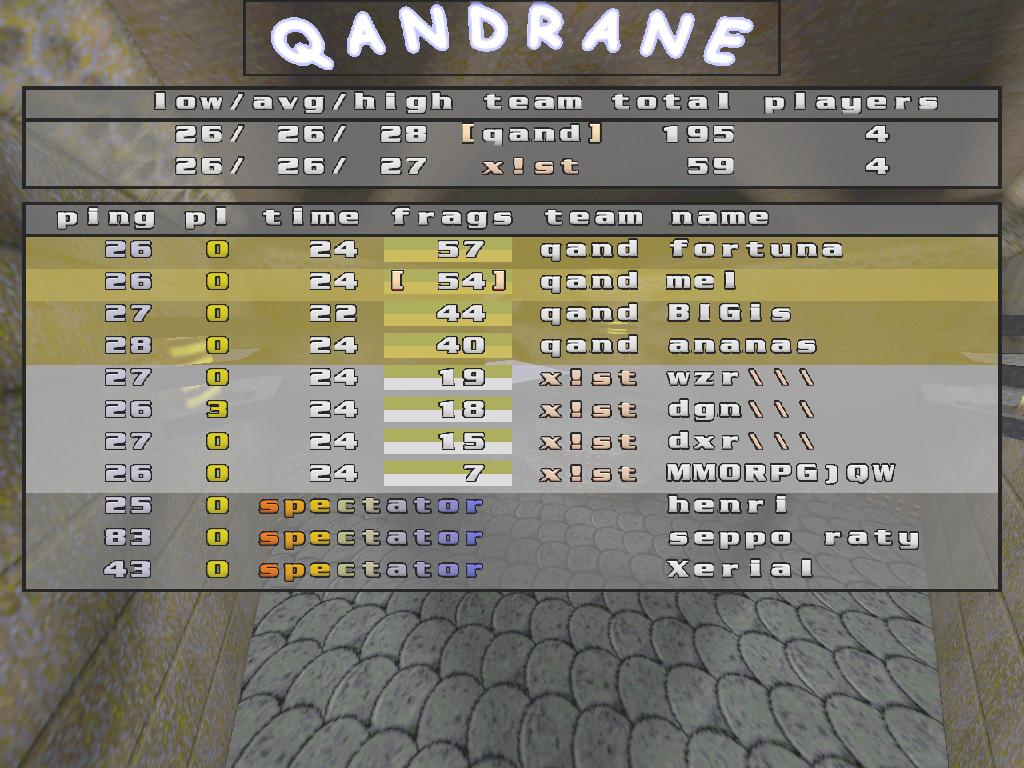 QANDRANE
low/avg/high team total players
26/ 26/ 28 [qand] 195 4
26/ 26/ 27 x!st 59 4
ping pl time frags team name
26 0 24 57 qand fortuna
26 0 24 [ 54] qand mel
27 0 22 44 qand BIGis
28 0 24 40 qand ananas
27 0 24 19 x!st wzr\\\
26 3 24 18 x!st dgn\\\
27 0 24 15 x!st dxr\\\
26 0 24 7 x!st MMORPGjQW
25 0 spectator henri
83 0 spectator seppo raty
43 0 spectator Xerial